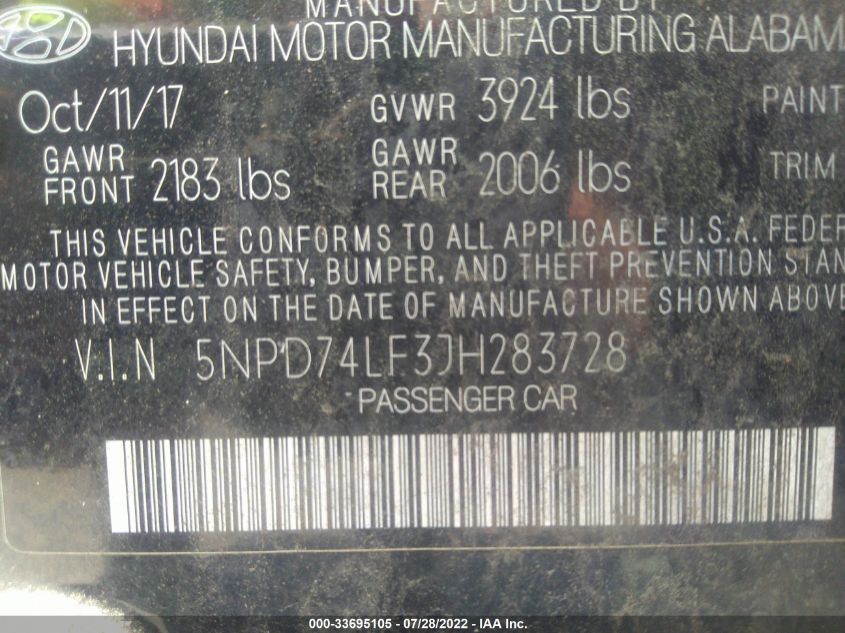 MANUFACTURED BY
HYUNDAI MOTOR MANUFACTURING ALABAM
Oct/11/17 GVWR 3924 lbs PAINT
GAWR FRONT 2183 lbs GAWR REAR 2006 lbs TRIM
THIS VEHICLE CONFORMS TO ALL APPLICABLE U.S.A. FEDER
MOTOR VEHICLE SAFETY, BUMPER, AND THEFT PREVENTION STAN
IN EFFECT ON THE DATE OF MANUFACTURE SHOWN ABOVE
V.I.N 5NPD74LF3JH283728
PASSENGER CAR
000-33695105 - 07/28/2022 - IAA Inc.